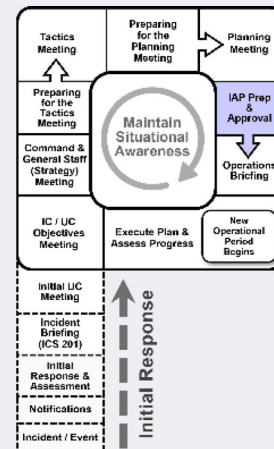 Tactics
Meeting
Preparing
for the
Planning
Meeting
Planning
Meeting
Preparing
for the
Tactics
Meeting
IAP Prep
&
Approval
Maintain
Situational
Awareness
Command &
General Staff
(Strategy)
Meeting
Operations
Briefing
IC / UC
Objectives
Meeting
Execute Plan &
Assess Progress
New
Operational
Period
Begins
Initial UC
Meeting
Incident
Briefing
(ICS 201)
Initial
Response &
Assessment
Notifications
Incident / Event
Initial Response